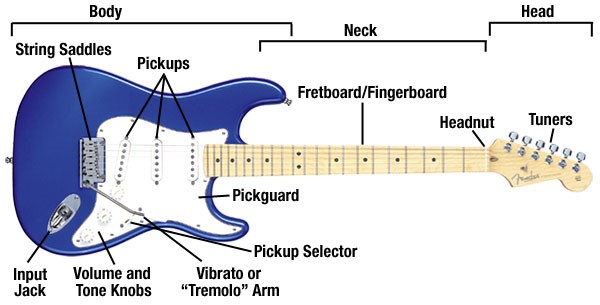 Body
Neck
Head
String Saddles
Pickups
Fretboard/Fingerboard
Headnut
Tuners
Fender
Pickguard
Pickup Selector
Input
Jack
Volume and
Tone Knobs
Vibrato or
“Tremolo” Arm